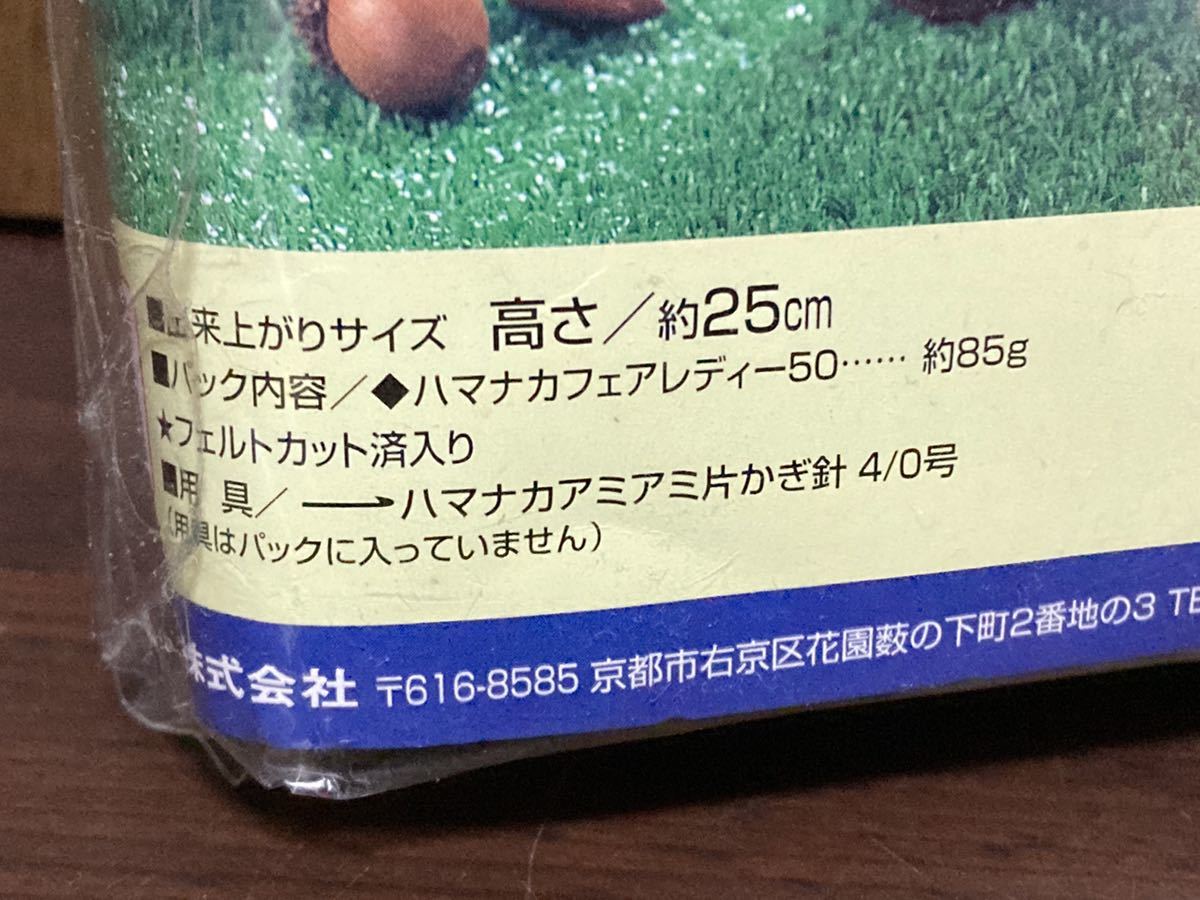 ■出来上がりサイズ 高さ／約25cm
■パック内容／◆ハマナカフェアレディー50…… 約85g
★フェルトカット済入り
■用 具／ ハマナカアミアミ片かぎ針 4/0号
（用具はパックに入っていません）
株式会社 〒616-8585 京都市右京区花園薮の下町2番地の3 TE